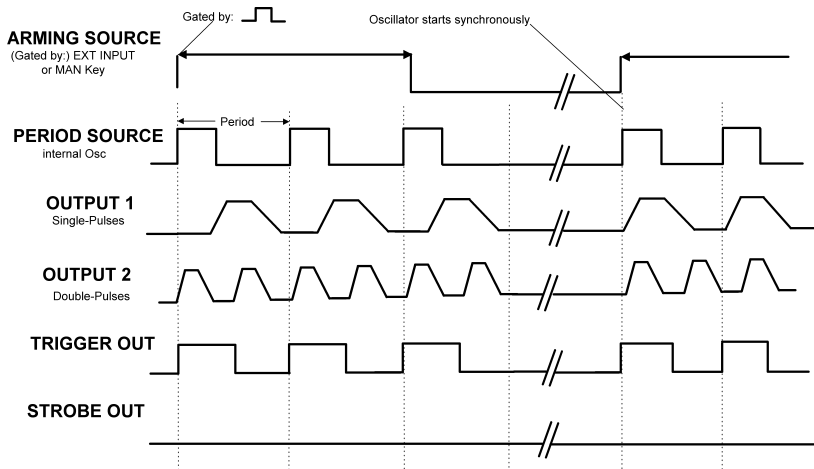 Gated by:
Oscillator starts synchronously
ARMING SOURCE
(Gated by:) EXT INPUT
or MAN Key
Period
PERIOD SOURCE
internal Osc
OUTPUT 1
Single-Pulses
OUTPUT 2
Double-Pulses
TRIGGER OUT
STROBE OUT